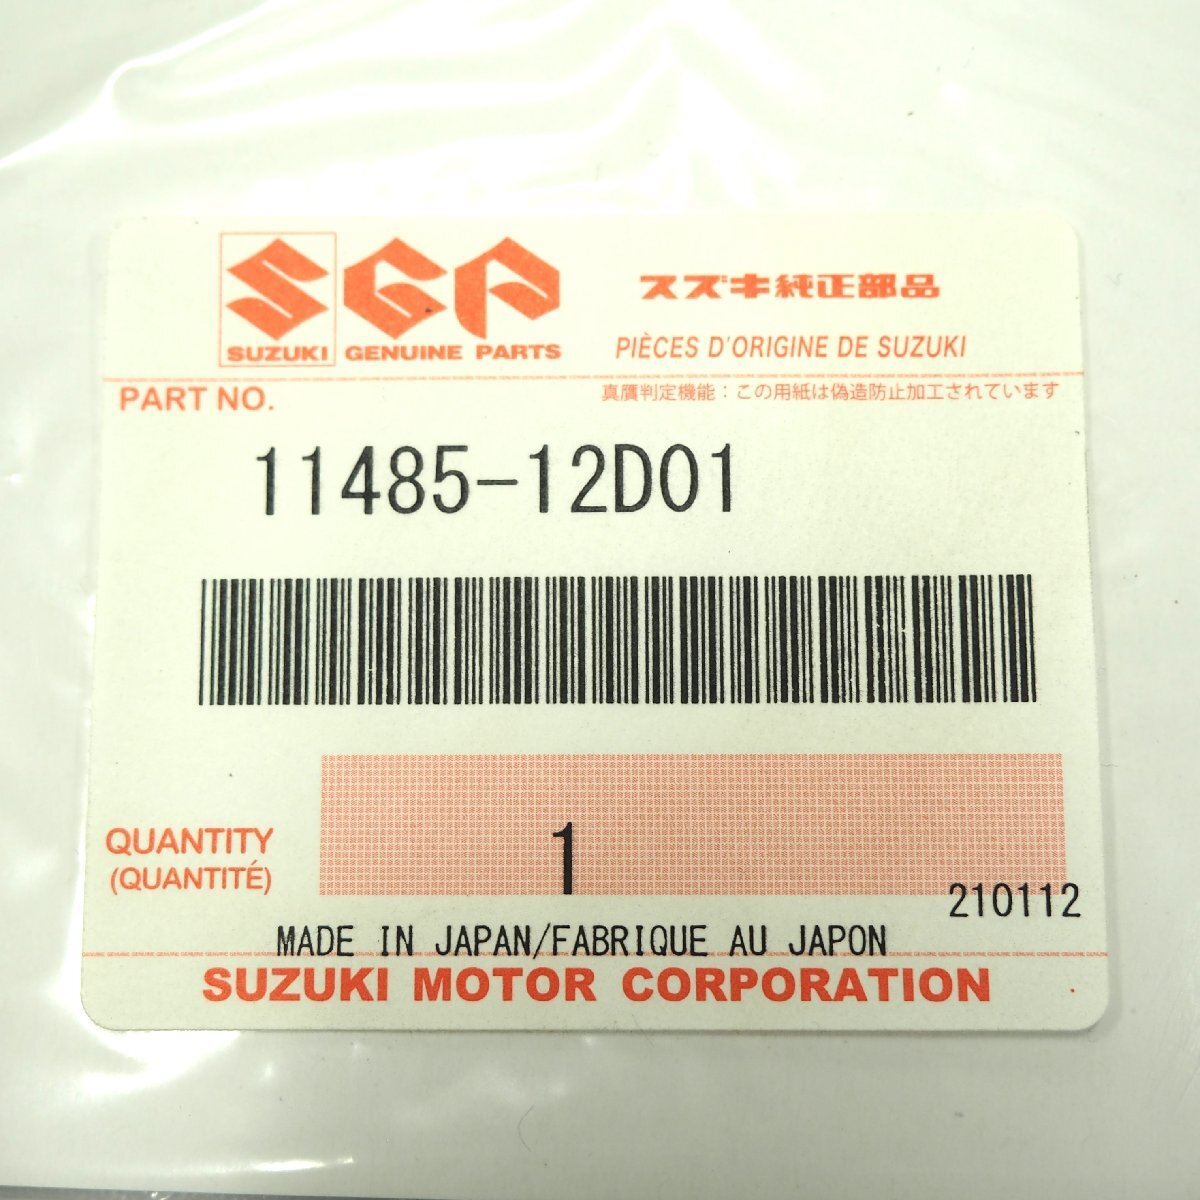 SGP
スズキ純正部品
SUZUKI GENUINE PARTS
PIÈCES D'ORIGINE DE SUZUKI
PART NO.
真贋判定機能：この用紙は偽造防止加工されています
11485-12D01
QUANTITY
(QUANTITÉ)
1
210112
MADE IN JAPAN/FABRIQUE AU JAPON
SUZUKI MOTOR CORPORATION